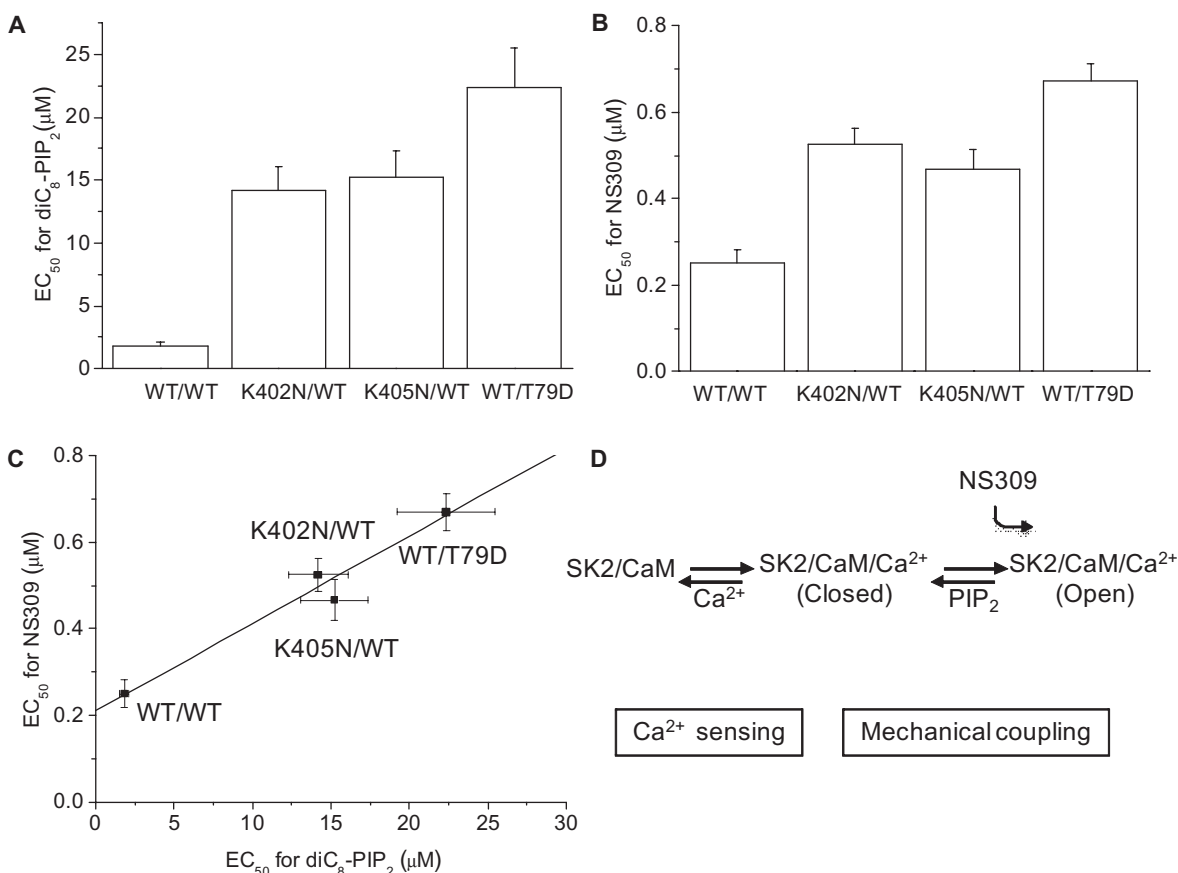 A
EC50 for diC8-PIP2 (μM)
25
20
15
10
5
0
WT/WT K402N/WT K405N/WT WT/T79D
B
EC50 for NS309 (μM)
0.8
0.6
0.4
0.2
0.0
WT/WT K402N/WT K405N/WT WT/T79D
C
EC50 for NS309 (μM)
0.8
0.6
0.4
0.2
0.0
K402N/WT
WT/T79D
K405N/WT
WT/WT
0 5 10 15 20 25 30
EC50 for diC8-PIP2 (μM)
D
NS309
SK2/CaM SK2/CaM/Ca2+ SK2/CaM/Ca2+
Ca2+ (Closed) PIP2 (Open)
Ca2+ sensing Mechanical coupling